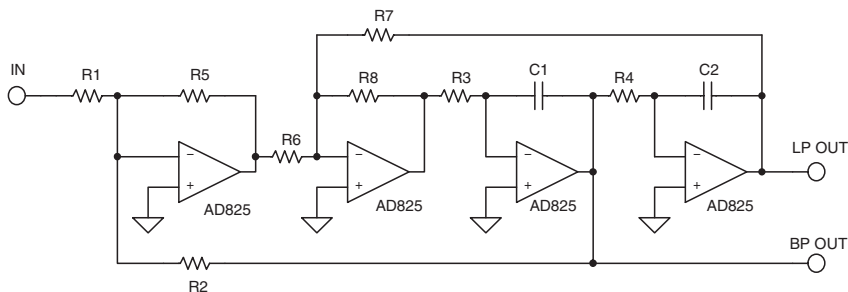 R7
IN
R1
R5
R8
R3
C1
R4
C2
R6
LP OUT
−
+
AD825
−
+
AD825
−
+
AD825
−
+
AD825
BP OUT
R2